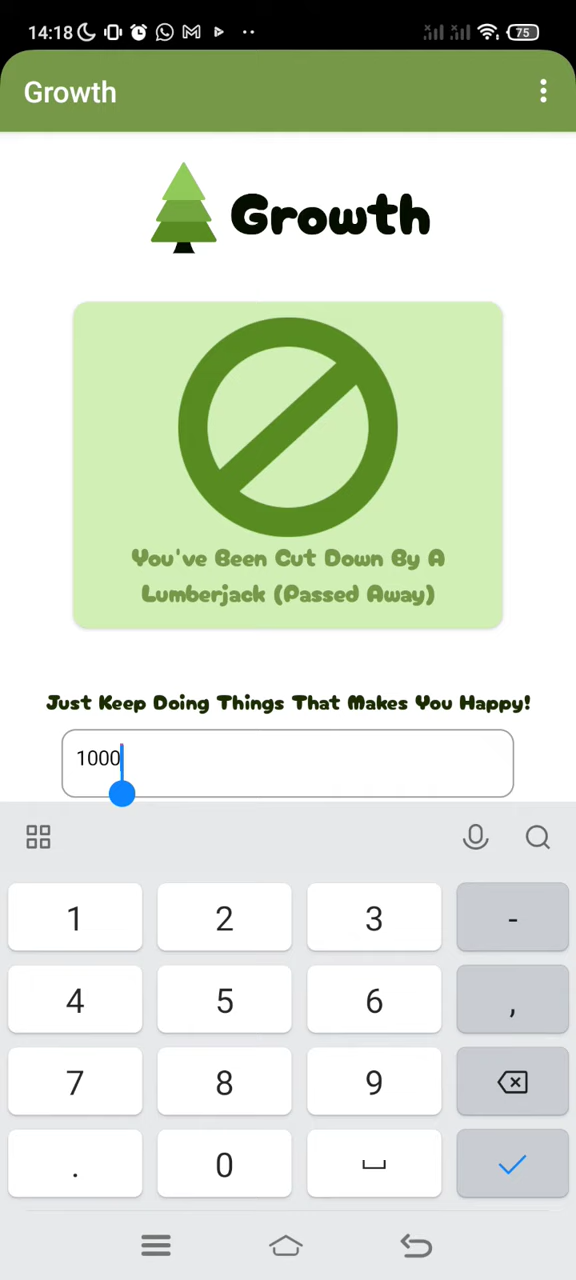 14:18
75
Growth
Growth
You've Been Cut Down By A
Lumberjack (Passed Away)
Just Keep Doing Things That Makes You Happy!
1000
1 2 3 -
4 5 6 ,
7 8 9
. 0